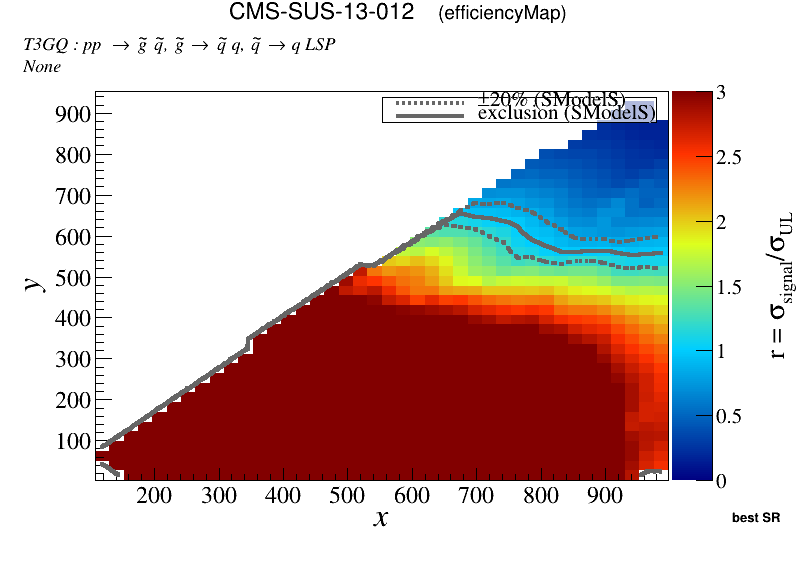 CMS-SUS-13-012 (efficiencyMap)
T3GQ : pp → g̃ q̃, g̃ → q̃ q, q̃ → q LSP
None
±20% (SModelS)
exclusion (SModelS)
900
800
700
600
500
400
300
200
100
y
200 300 400 500 600 700 800 900
x
3
2.5
2
1.5
1
0.5
0
r = σsignal/σUL
best SR